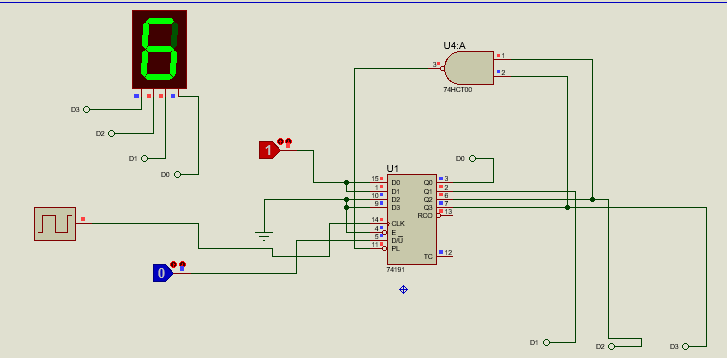 6
U4:A
3
1
2
74HCT00
D3
D2
D1
D0
1
U1
D0
15 D0 Q0 3
1 D1 Q1 2
10 D2 Q2 6
9 D3 Q3 7
RCO 13
14 CLK
4 E
5 D/U
11 PL
TC 12
74191
0
D1
D2
D3